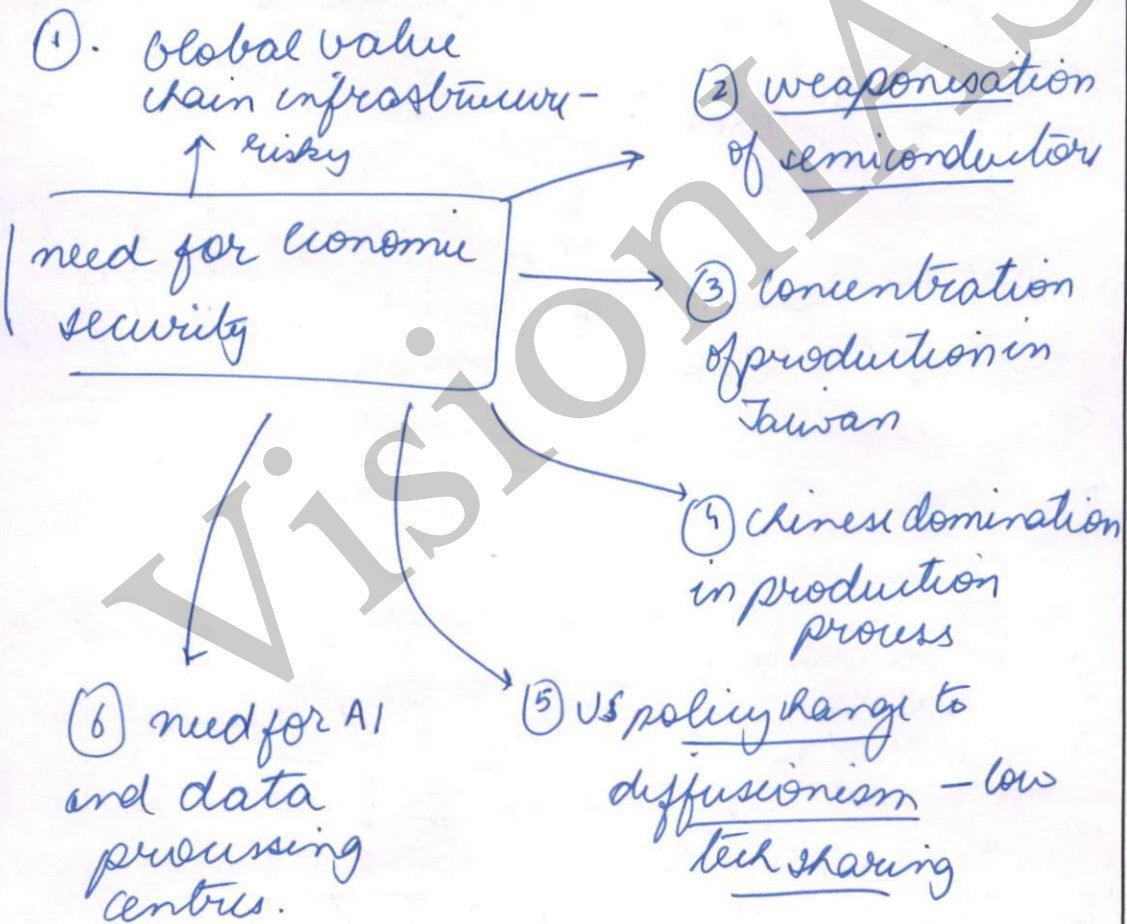 ①. Global value
chain infrastructure -
risky
② weaponisation
of semiconductors
need for economic
security
③ concentration
of production in
Taiwan
④ chinese domination
in production
process
⑤ US policy change to
diffusionism - low
tech sharing
⑥ need for AI
and data
processing
centres.
VisionIAS